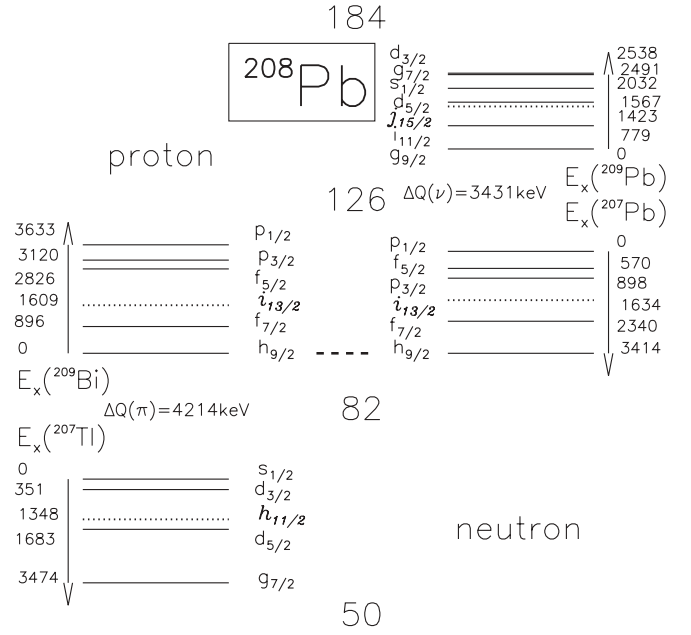 184
²⁰⁸Pb
d₃/₂ 2538
g₇/₂ 2491
s₁/₂ 2032
d₅/₂ 1567
j₁₅/₂ 1423
i₁₁/₂ 779
g₉/₂ 0
proton
Eₓ(²⁰⁹Pb)
126 ΔQ(ν)=3431keV
Eₓ(²⁰⁷Pb)
3633 p₁/₂ p₁/₂ 0
3120 p₃/₂ f₅/₂ 570
2826 f₅/₂ p₃/₂ 898
1609 i₁₃/₂ i₁₃/₂ 1634
896 f₇/₂ f₇/₂ 2340
0 h₉/₂ h₉/₂ 3414
Eₓ(²⁰⁹Bi)
ΔQ(π)=4214keV 82
Eₓ(²⁰⁷Tl)
0 s₁/₂
351 d₃/₂
1348 h₁₁/₂
1683 d₅/₂
neutron
3474 g₇/₂
50